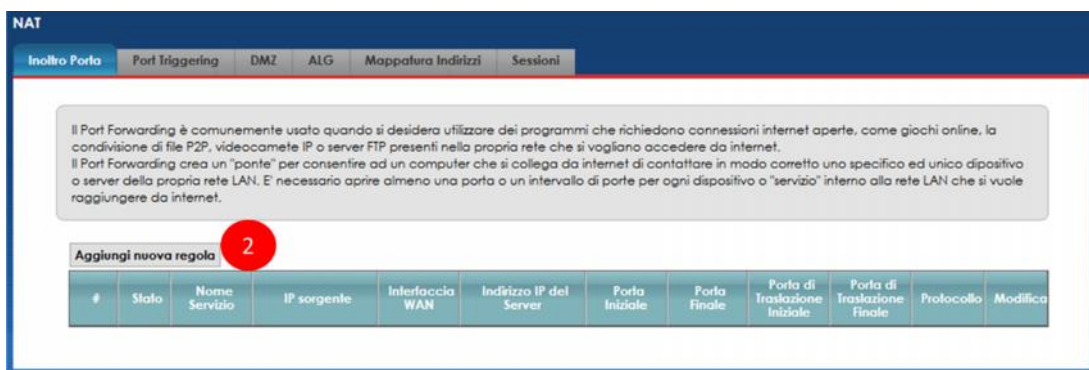 NAT
Inoltro Porta Port Triggering DMZ ALG Mappatura Indirizzi Sessioni
Il Port Forwarding è comunemente usato quando si desidera utilizzare dei programmi che richiedono connessioni internet aperte, come giochi online, la
condivisione di file P2P, videocamete IP o server FTP presenti nella propria rete che si vogliano accedere da internet.
Il Port Forwarding crea un "ponte" per consentire ad un computer che si collega da internet di contattare in modo corretto uno specifico ed unico dipositivo
o server della propria rete LAN. E' necessario aprire almeno una porta o un intervallo di porte per ogni dispositivo o "servizio" interno alla rete LAN che si vuole
raggiungere da internet.
Aggiungi nuova regola 2
# Stato Nome Servizio IP sorgente Interfaccia WAN Indirizzo IP del Server Porta Iniziale Porta Finale Porta di Traslazione Iniziale Porta di Traslazione Finale Protocollo Modifica